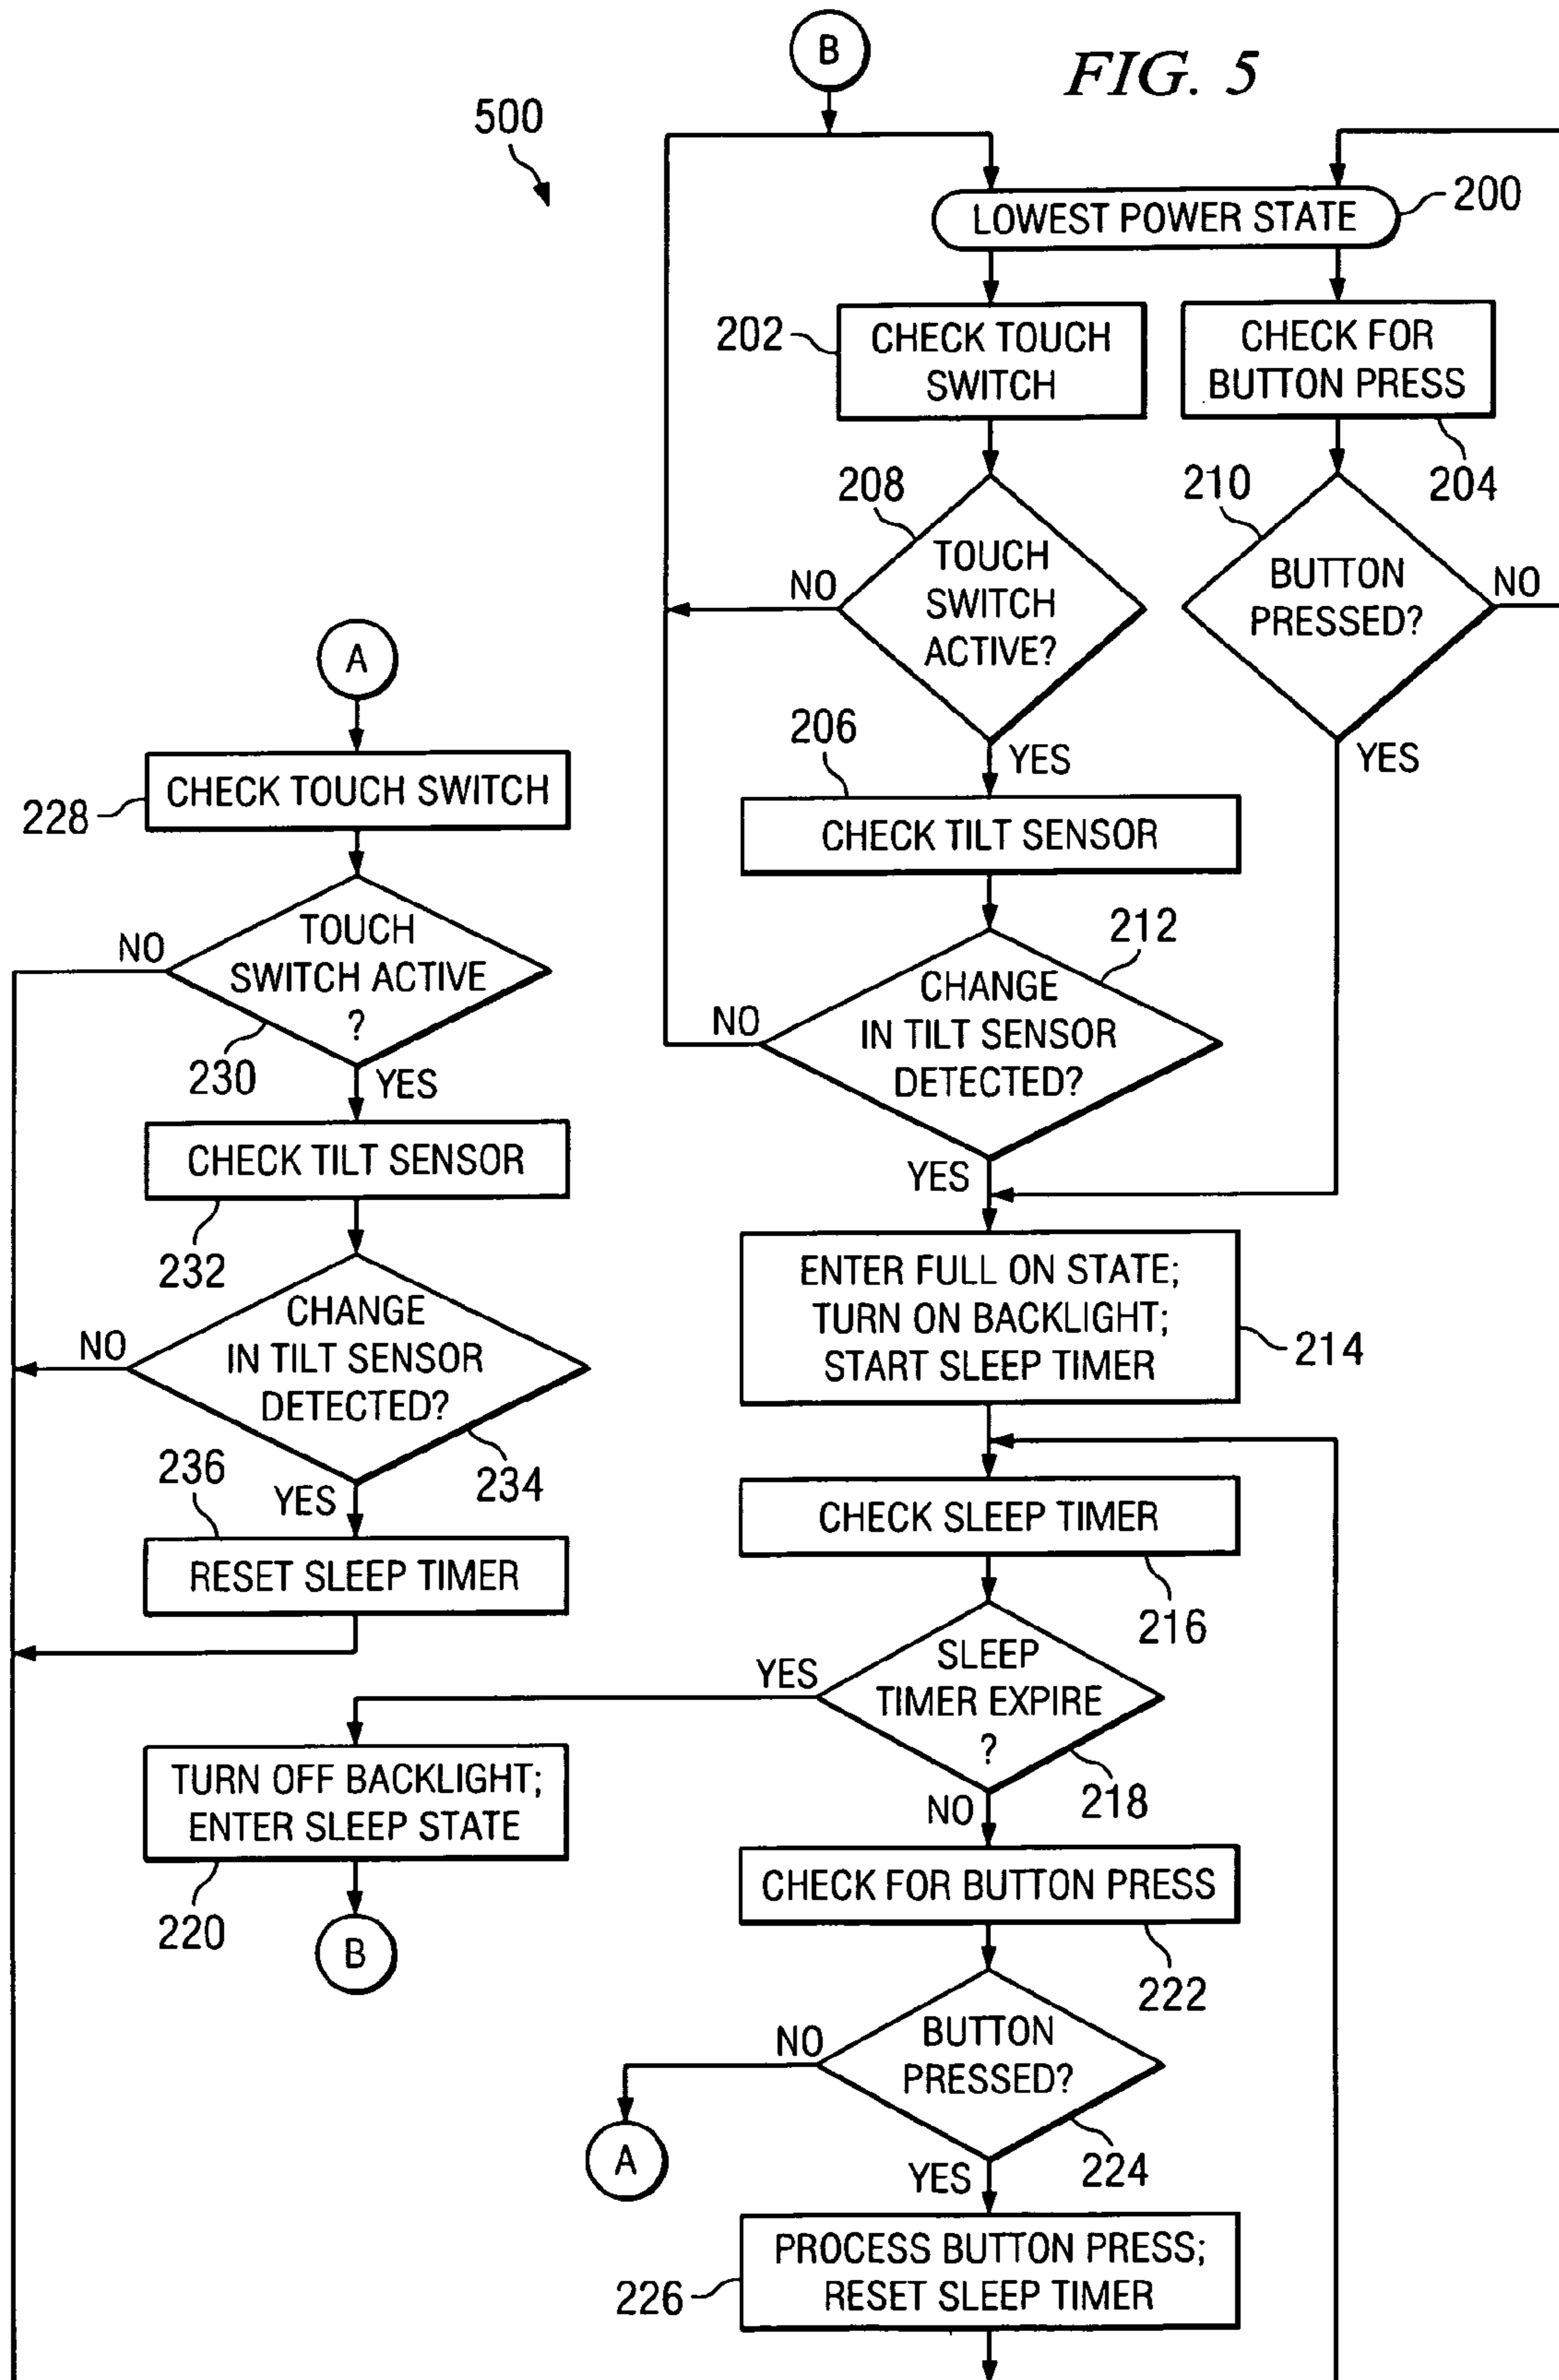 B
FIG. 5
500
LOWEST POWER STATE
200
202
CHECK TOUCH
SWITCH
CHECK FOR
BUTTON PRESS
204
208
TOUCH
SWITCH
ACTIVE?
NO
YES
210
BUTTON
PRESSED?
NO
YES
206
CHECK TILT SENSOR
212
CHANGE
IN TILT SENSOR
DETECTED?
NO
YES
ENTER FULL ON STATE;
TURN ON BACKLIGHT;
START SLEEP TIMER
214
CHECK SLEEP TIMER
216
SLEEP
TIMER EXPIRE
?
YES
218
NO
CHECK FOR BUTTON PRESS
222
BUTTON
PRESSED?
NO
A
224
YES
PROCESS BUTTON PRESS;
RESET SLEEP TIMER
226
A
CHECK TOUCH SWITCH
228
TOUCH
SWITCH ACTIVE
?
NO
230
YES
CHECK TILT SENSOR
232
CHANGE
IN TILT SENSOR
DETECTED?
NO
234
236
YES
RESET SLEEP TIMER
TURN OFF BACKLIGHT;
ENTER SLEEP STATE
220
B